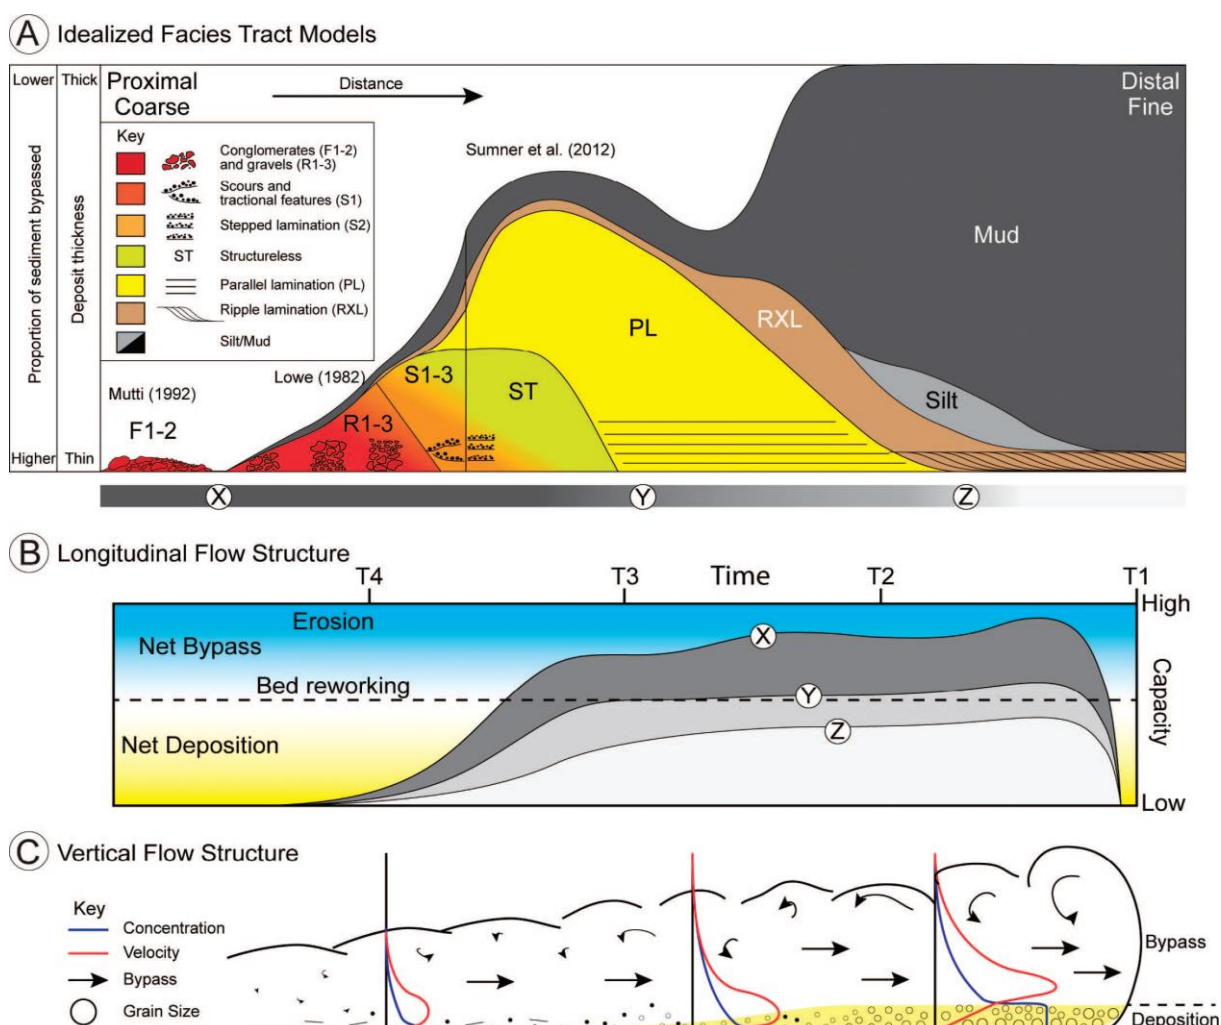 A Idealized Facies Tract Models
Lower
Higher
Proportion of sediment bypassed
Thick
Thin
Deposit thickness
Proximal
Coarse
Distance
Distal
Fine
Key
Conglomerates (F1-2)
and gravels (R1-3)
Scours and
tractional features (S1)
Stepped lamination (S2)
ST Structureless
Parallel lamination (PL)
Ripple lamination (RXL)
Silt/Mud
Sumner et al. (2012)
Lowe (1982)
Mutti (1992)
F1-2
R1-3
S1-3
ST
PL
RXL
Silt
Mud
X Y Z
B Longitudinal Flow Structure
T4 T3 Time T2 T1
High
Low
Capacity
Erosion
Net Bypass
Bed reworking
Net Deposition
X
Y
Z
C Vertical Flow Structure
Key
Concentration
Velocity
Bypass
Grain Size
Bypass
Deposition